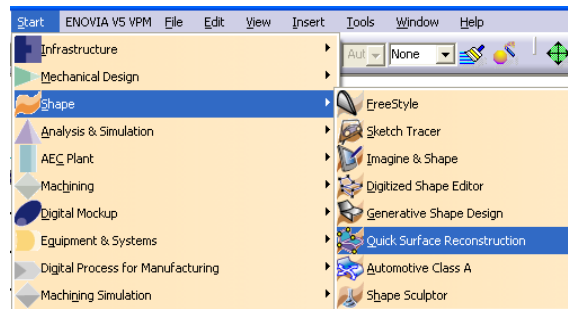 Start ENOVIA V5 VPM File Edit View Insert Tools Window Help
Infrastructure
Aut None
Mechanical Design
Shape
FreeStyle
Analysis & Simulation
Sketch Tracer
AEC Plant
Imagine & Shape
Machining
Digitized Shape Editor
Digital Mockup
Generative Shape Design
Equipment & Systems
Quick Surface Reconstruction
Digital Process for Manufacturing
Automotive Class A
Machining Simulation
Shape Sculptor